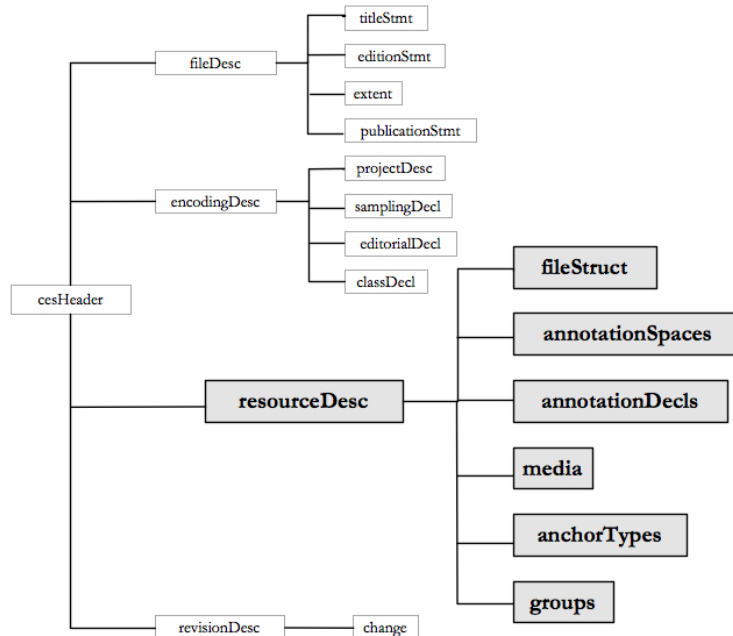 titleStmt
editionStmt
fileDesc
extent
publicationStmt
projectDesc
encodingDesc
samplingDecl
editorialDecl
classDecl
cesHeader
fileStruct
annotationSpaces
resourceDesc
annotationDecls
media
anchorTypes
groups
revisionDesc
change